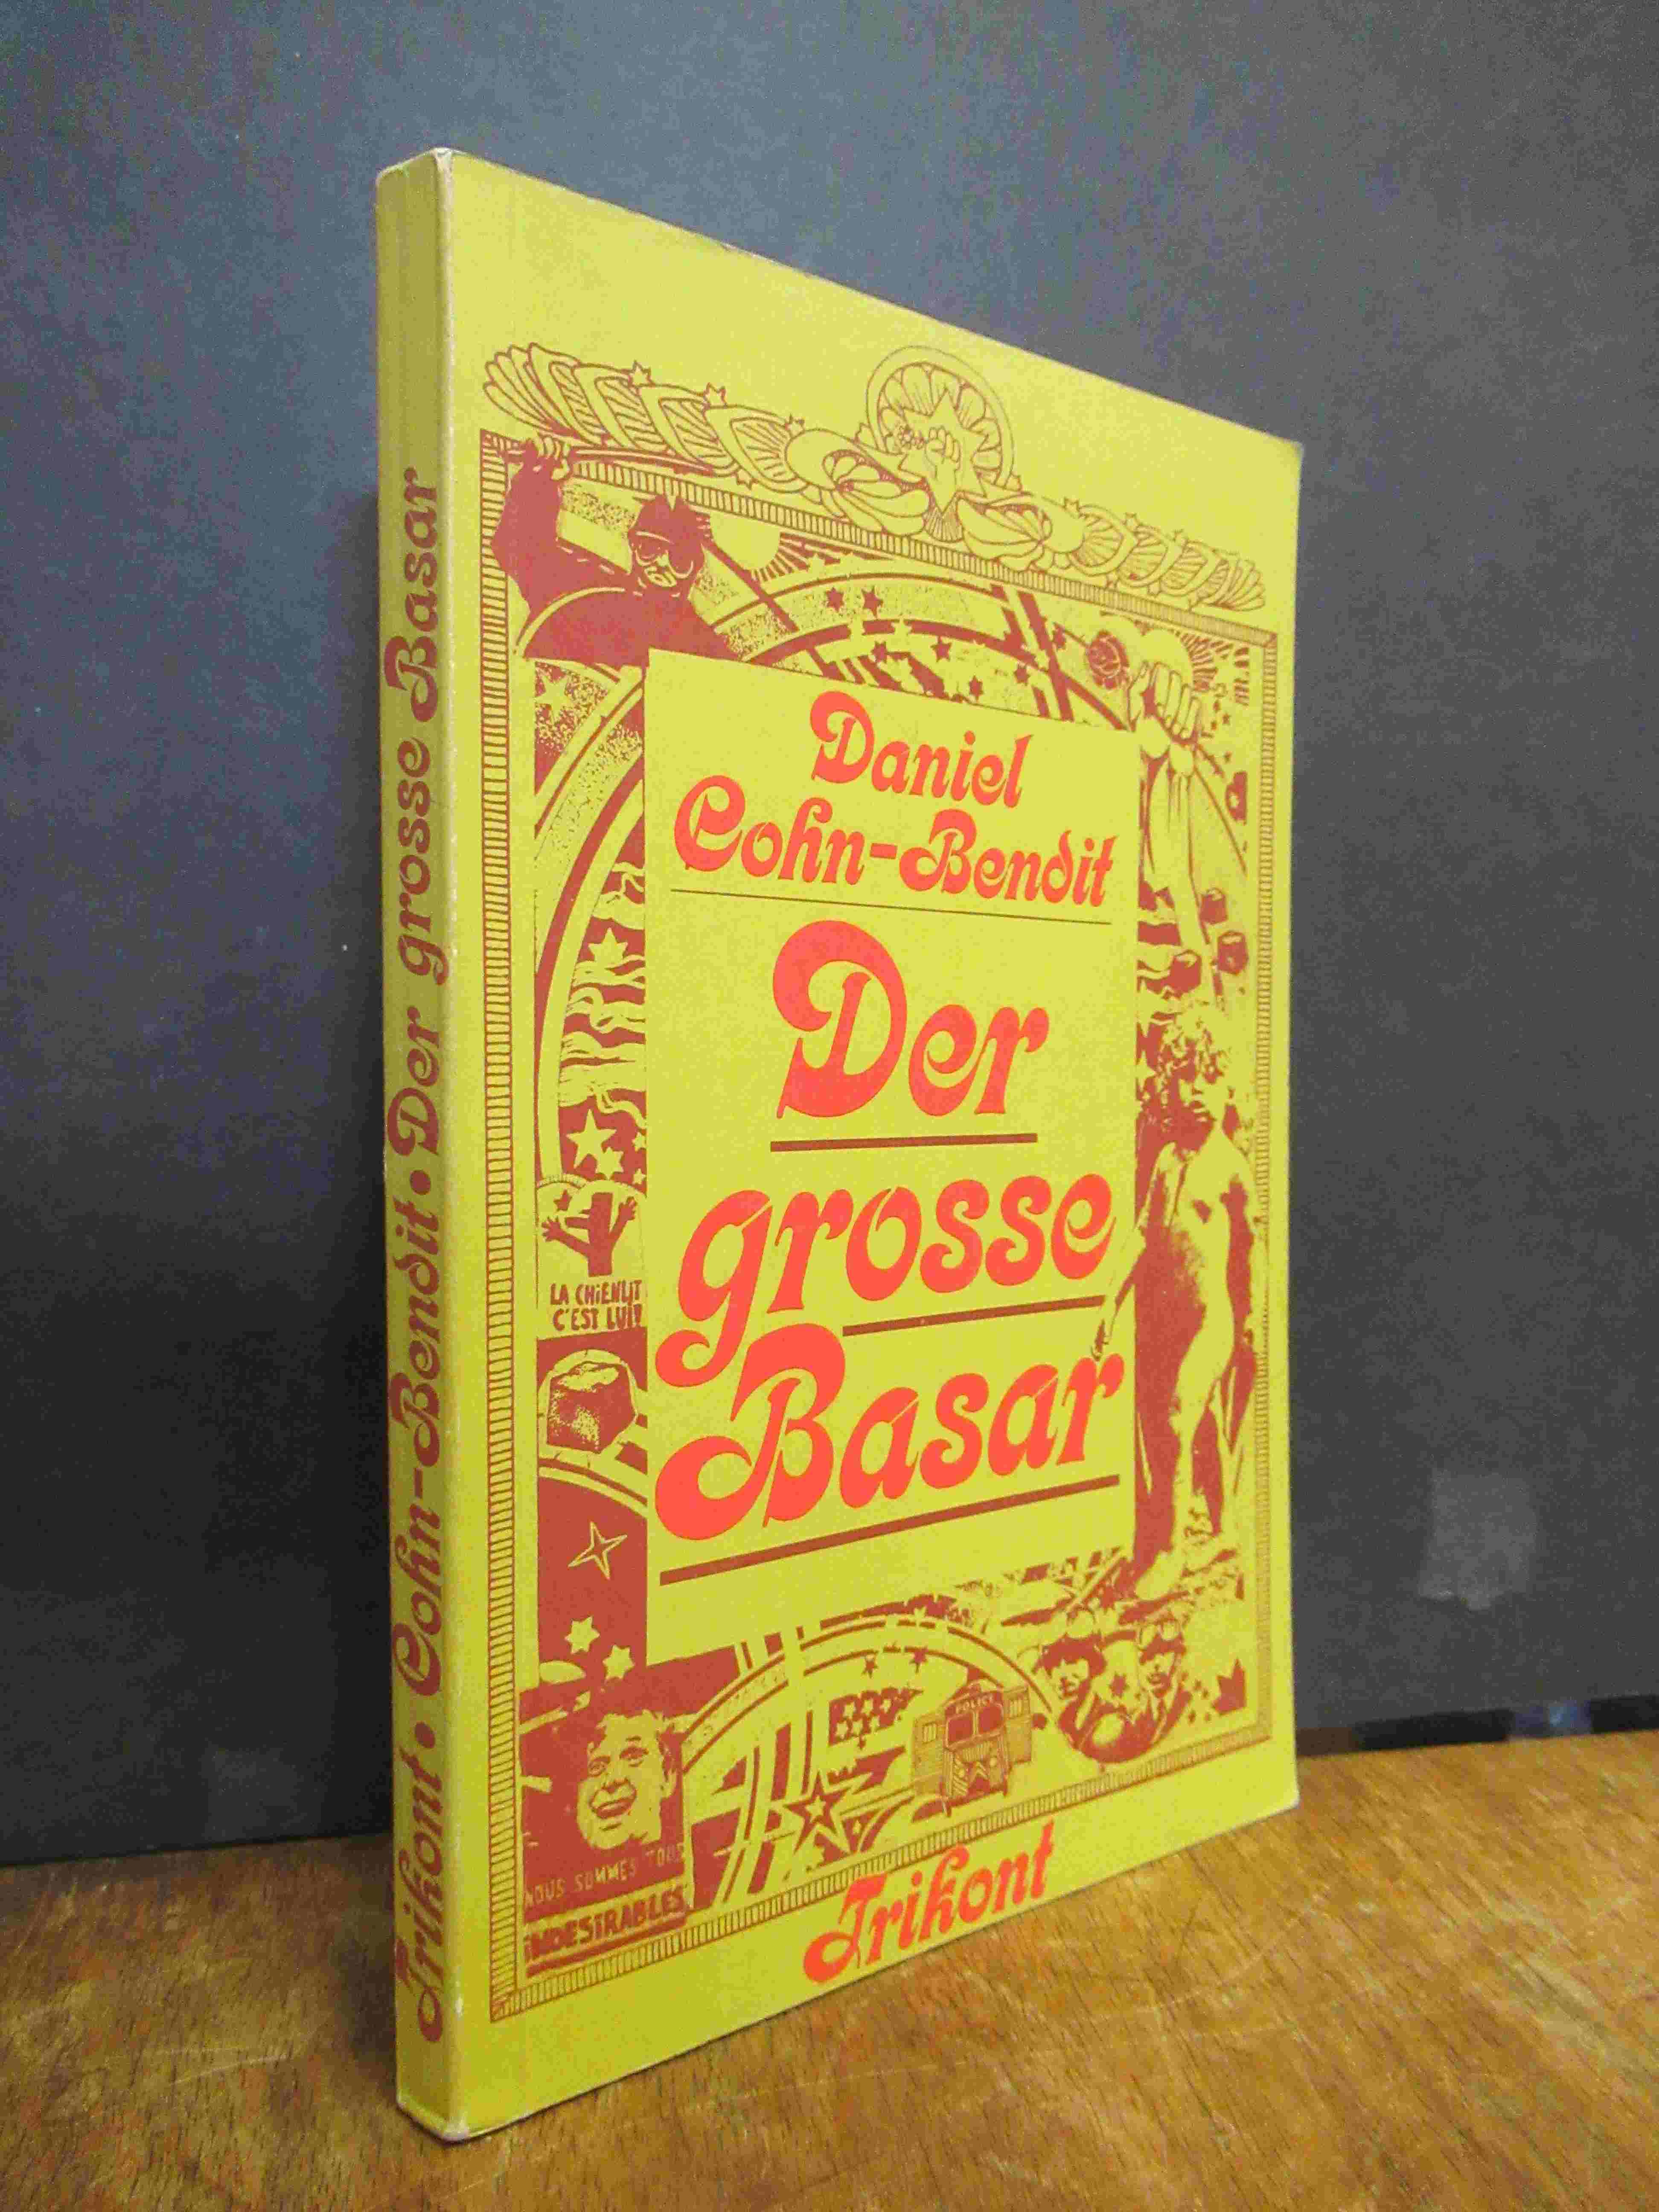 Trikont · Cohn-Bendit · Der grosse Basar
Daniel
Cohn-Bendit
Der
grosse
Basar
LA CHIENLIT
C'EST LUI!
POLICE
NOUS SOMMES TOUS
INDESIRABLES
Trikont